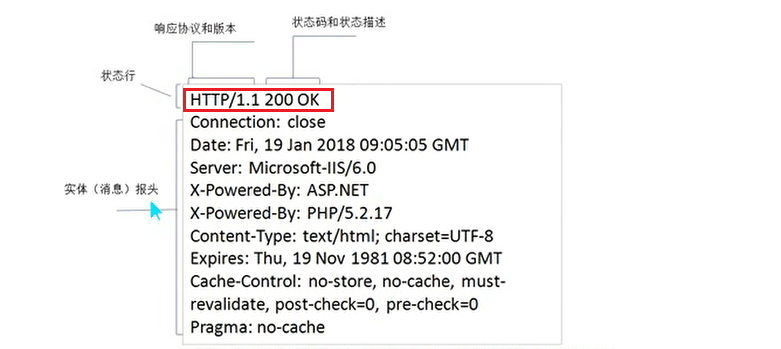 响应协议和版本
状态码和状态描述
状态行
HTTP/1.1 200 OK
Connection: close
Date: Fri, 19 Jan 2018 09:05:05 GMT
Server: Microsoft-IIS/6.0
实体（消息）报头
X-Powered-By: ASP.NET
X-Powered-By: PHP/5.2.17
Content-Type: text/html; charset=UTF-8
Expires: Thu, 19 Nov 1981 08:52:00 GMT
Cache-Control: no-store, no-cache, must-
revalidate, post-check=0, pre-check=0
Pragma: no-cache